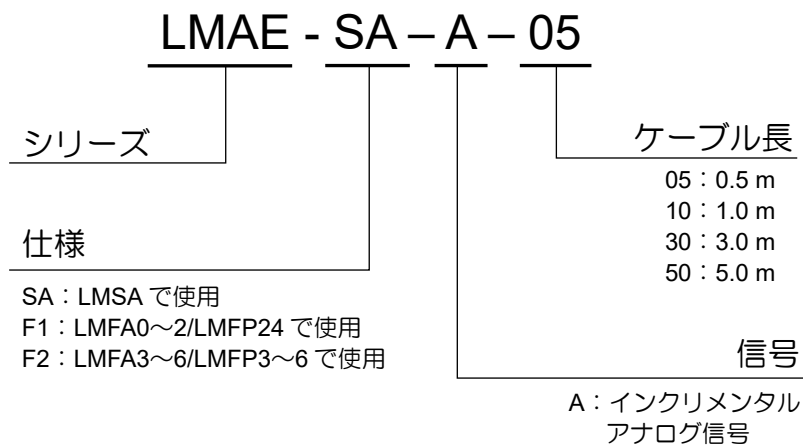 LMAE - SA – A – 05
シリーズ
仕様
SA：LMSA で使用
F1：LMFA0～2/LMFP24 で使用
F2：LMFA3～6/LMFP3～6 で使用
ケーブル長
05：0.5 m
10：1.0 m
30：3.0 m
50：5.0 m
信号
A：インクリメンタル
アナログ信号